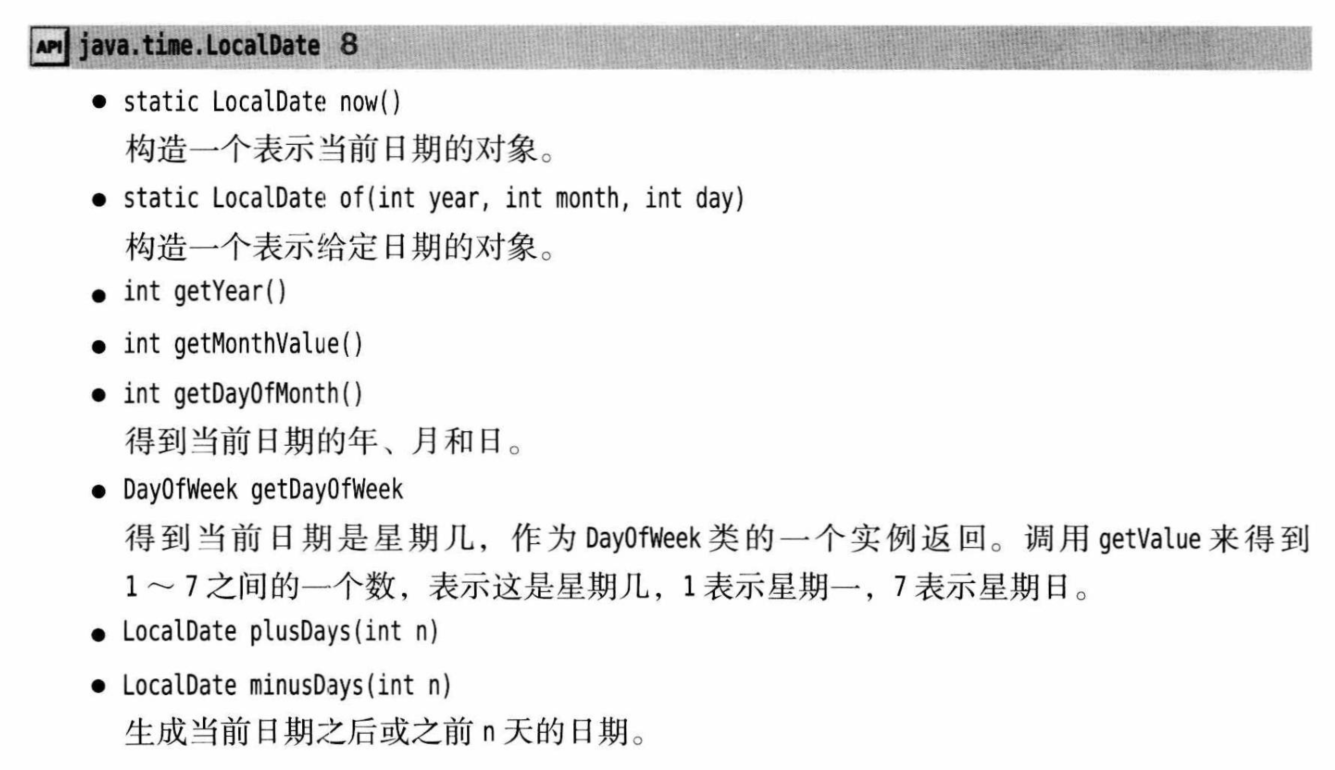 API java.time.LocalDate 8
● static LocalDate now()
构造一个表示当前日期的对象。
● static LocalDate of(int year, int month, int day)
构造一个表示给定日期的对象。
● int getYear()
● int getMonthValue()
● int getDayOfMonth()
得到当前日期的年、月和日。
● DayOfWeek getDayOfWeek
得到当前日期是星期几，作为 DayOfWeek 类的一个实例返回。调用 getValue 来得到
1～7 之间的一个数，表示这是星期几，1 表示星期一，7 表示星期日。
● LocalDate plusDays(int n)
● LocalDate minusDays(int n)
生成当前日期之后或之前 n 天的日期。